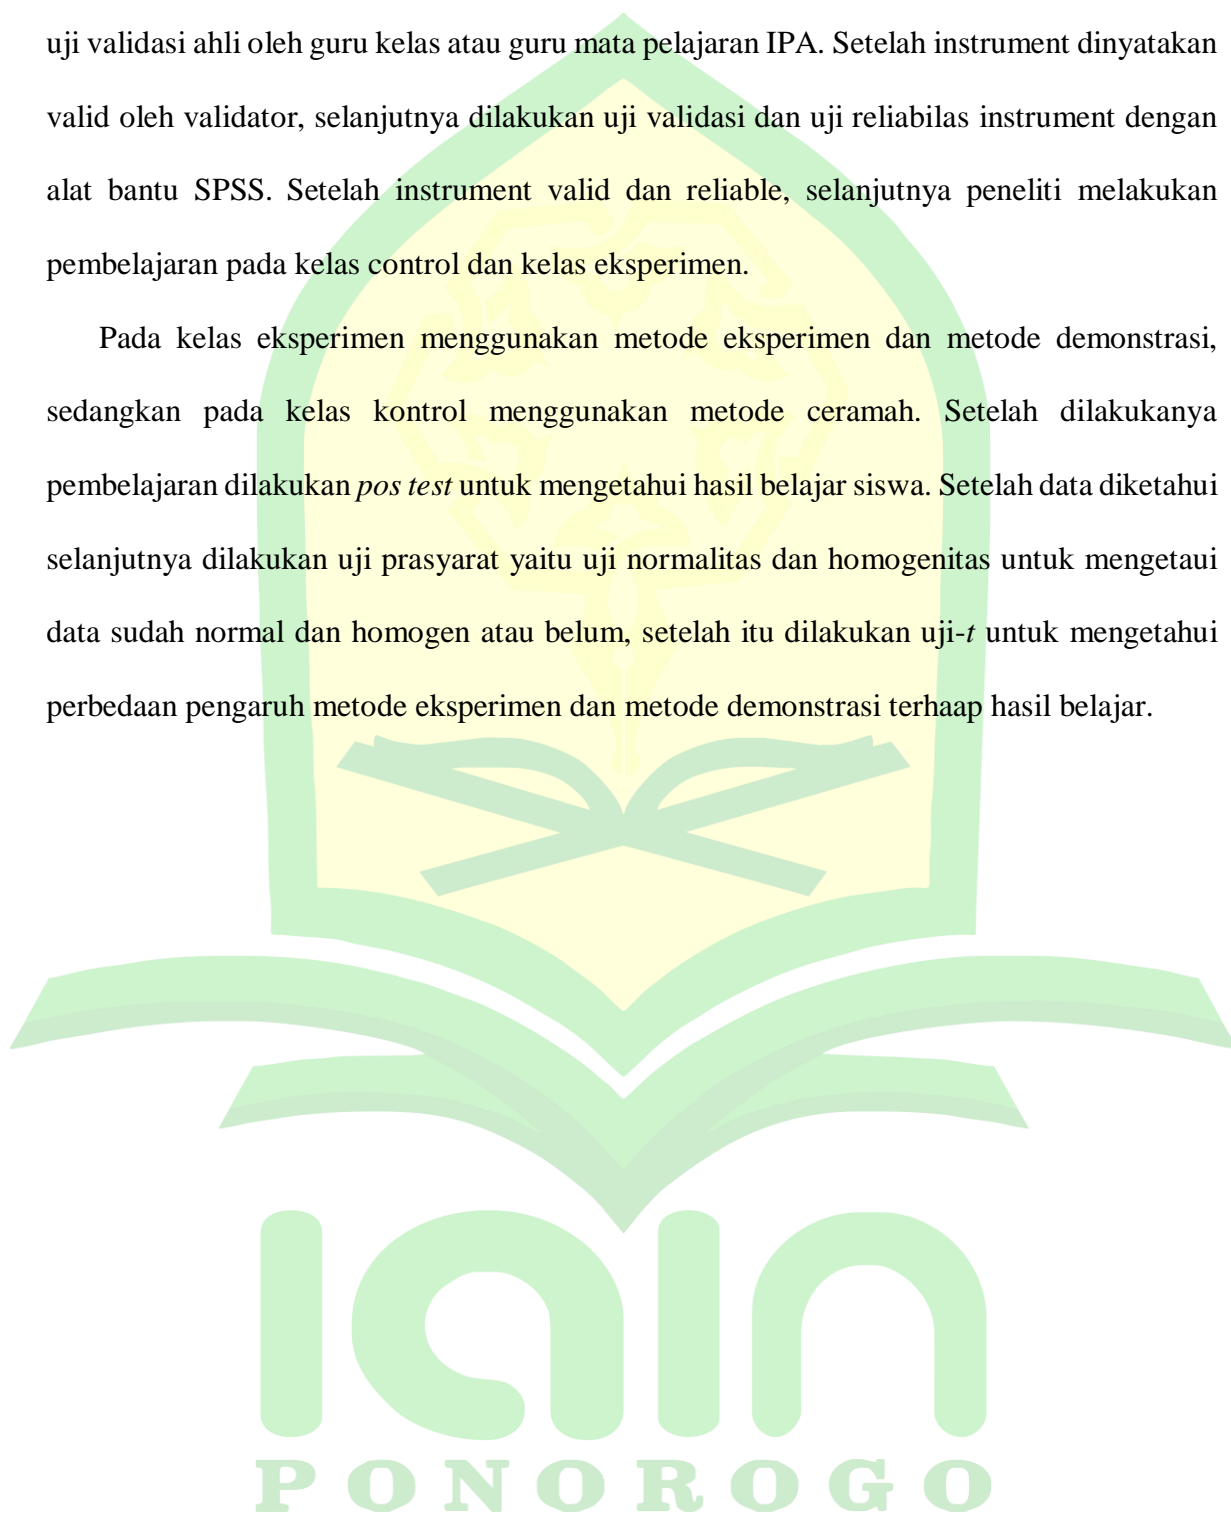 uji validasi ahli oleh guru kelas atau guru mata pelajaran IPA. Setelah instrument dinyatakan
valid oleh validator, selanjutnya dilakukan uji validasi dan uji reliabilas instrument dengan
alat bantu SPSS. Setelah instrument valid dan reliable, selanjutnya peneliti melakukan
pembelajaran pada kelas control dan kelas eksperimen.
Pada kelas eksperimen menggunakan metode eksperimen dan metode demonstrasi,
sedangkan pada kelas kontrol menggunakan metode ceramah. Setelah dilakukanya
pembelajaran dilakukan pos test untuk mengetahui hasil belajar siswa. Setelah data diketahui
selanjutnya dilakukan uji prasyarat yaitu uji normalitas dan homogenitas untuk mengetaui
data sudah normal dan homogen atau belum, setelah itu dilakukan uji-t untuk mengetahui
perbedaan pengaruh metode eksperimen dan metode demonstrasi terhaap hasil belajar.
iain
PONOROGO